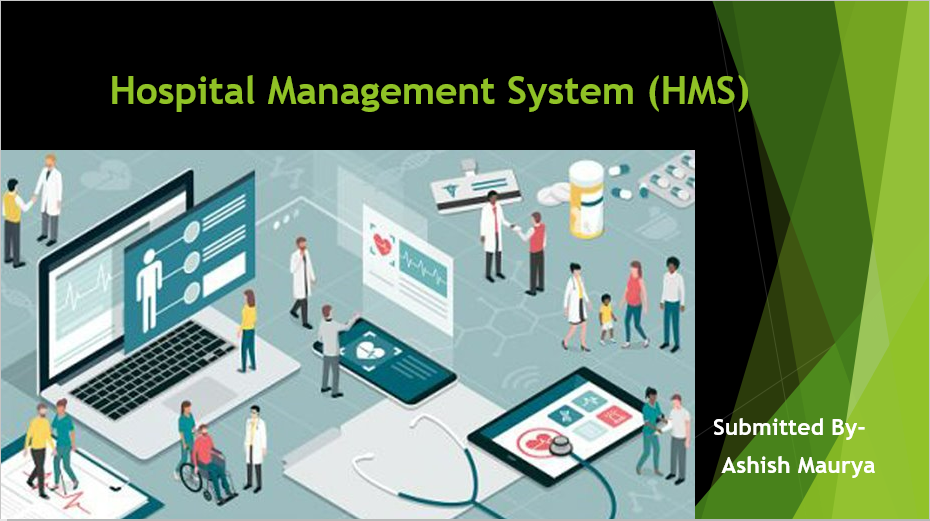 Hospital Management System (HMS)
Submitted By-
Ashish Maurya